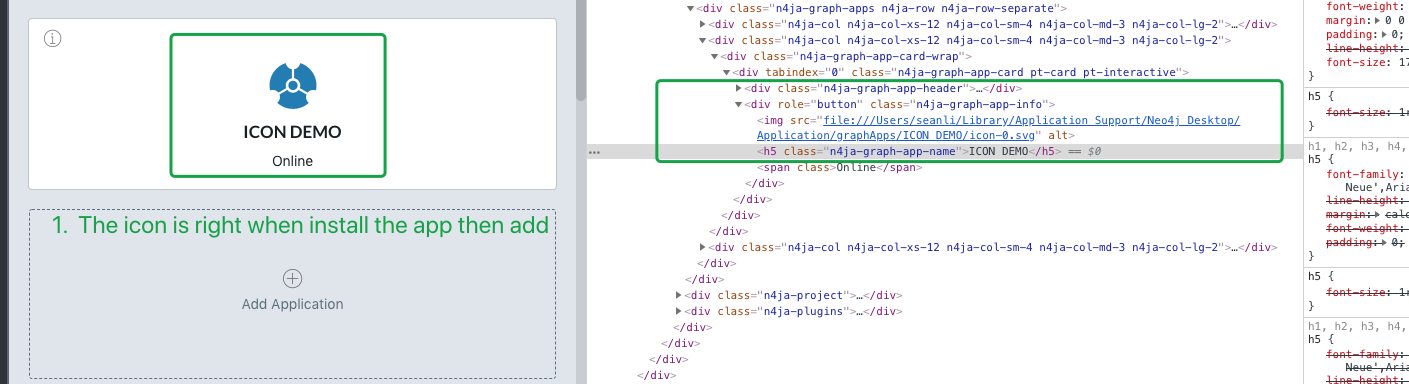 ICON DEMO
Online
1. The icon is right when install the app then add
Add Application
▼<div class="n4ja-graph-apps n4ja-row n4ja-row-separate">
▶<div class="n4ja-col n4ja-col-xs-12 n4ja-col-sm-4 n4ja-col-md-3 n4ja-col-lg-2">…</div>
▼<div class="n4ja-col n4ja-col-xs-12 n4ja-col-sm-4 n4ja-col-md-3 n4ja-col-lg-2">
▼<div class="n4ja-graph-app-card-wrap">
▼<div tabindex="0" class="n4ja-graph-app-card pt-card pt-interactive">
▶<div class="n4ja-graph-app-header">…</div>
▼<div role="button" class="n4ja-graph-app-info">
<img src="file:///Users/seanli/Library/Application Support/Neo4j Desktop/
Application/graphApps/ICON DEMO/icon-0.svg" alt>
… <h5 class="n4ja-graph-app-name">ICON DEMO</h5> == $0
<span class>Online</span>
</div>
</div>
</div>
</div>
▶<div class="n4ja-col n4ja-col-xs-12 n4ja-col-sm-4 n4ja-col-md-3 n4ja-col-lg-2">…</div>
</div>
</div>
▶<div class="n4ja-project">…</div>
▶<div class="n4ja-plugins">…</div>
</div>
</div>
</div>
</div>
font-weight:
margin:▶ 0 0
padding:▶ 0;
line-height:
font-size: 17
}
h5 {
font-size: 1
}
h1, h2, h3, h4,
h5 {
font-family:
Neue',Aria
line-height:
margin:▶ calc
font-weight:
padding:▶ 0;
}
h5 {
font-size: 1
}
h1, h2, h3, h4,
h5 {
font-family:
Neue',Aria
line-height: